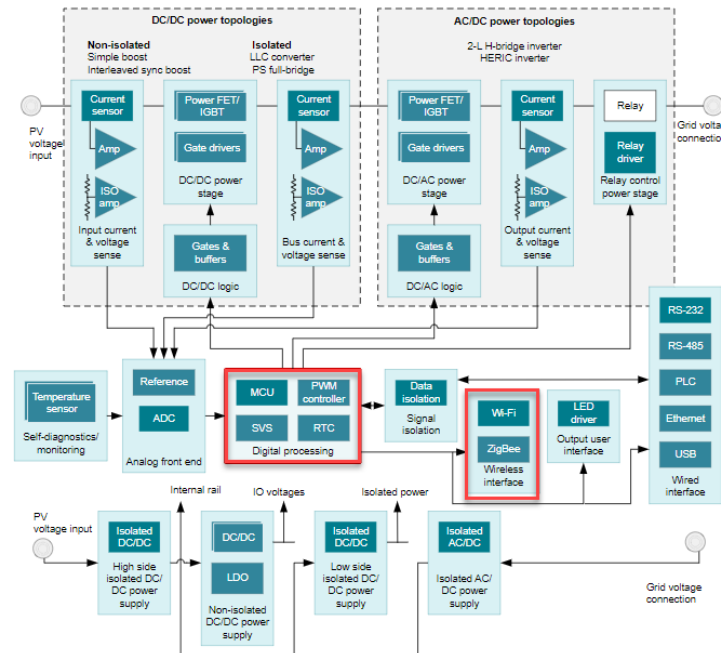 DC/DC power topologies
Non-isolated
Simple boost
Interleaved sync boost
Isolated
LLC converter
PS full-bridge
AC/DC power topologies
2-L H-bridge inverter
HERIC inverter
PV
voltage
input
Current
sensor
Amp
ISO
amp
Input current
& voltage
sense
Power FET/
IGBT
Gate drivers
DC/DC power
stage
Gates &
buffers
DC/DC logic
Current
sensor
Amp
ISO
amp
Bus current &
voltage sense
Power FET/
IGBT
Gate drivers
DC/AC power
stage
Gates &
buffers
DC/AC logic
Current
sensor
Amp
ISO
amp
Output current
& voltage
sense
Relay
Relay
driver
Relay control
power stage
Grid voltage
connection
Temperature
sensor
Self-diagnostics/
monitoring
Reference
ADC
Analog front end
MCU
PWM
controller
SVS
RTC
Digital processing
Data
isolation
Signal
isolation
Wi-Fi
ZigBee
Wireless
interface
LED
driver
Output user
interface
RS-232
RS-485
PLC
Ethernet
USB
Wired
interface
PV
voltage input
Internal rail
IO voltages
Isolated
power
Isolated
DC/DC
High side
isolated DC/
DC power
supply
DC/DC
LDO
Non-isolated
DC/DC power
supply
Isolated
DC/DC
Low side
isolated DC/
DC power
supply
Isolated
AC/DC
Isolated AC/
DC power
supply
Grid voltage
connection